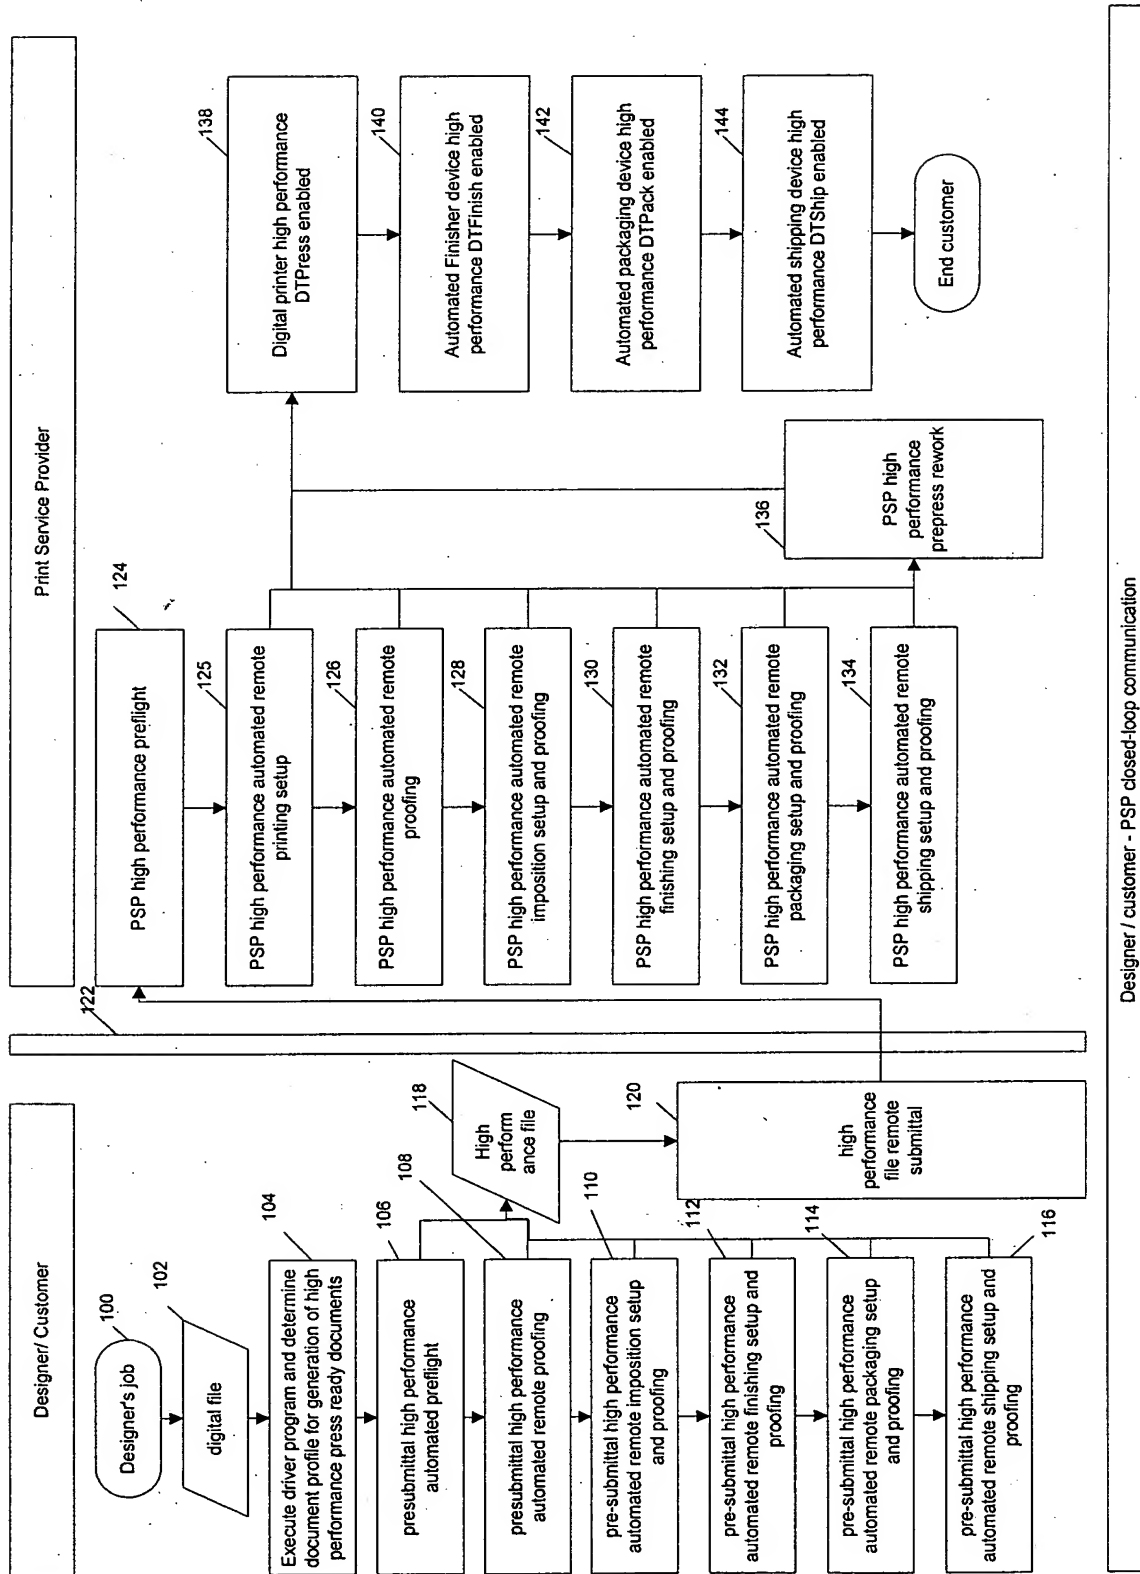 Designer/ Customer
100
Designer's job
102
digital file
104
Execute driver program and determine
document profile for generation of high
performance press ready documents
106
presubmittal high performance
automated preflight
108
presubmittal high performance
automated remote proofing
110
pre-submittal high performance
automated remote imposition setup
and proofing
112
pre-submittal high performance
automated remote finishing setup and
proofing
114
pre-submittal high performance
automated remote packaging setup
and proofing
116
pre-submittal high performance
automated remote shipping setup and
proofing
118
High
perform
ance file
120
high
performance
file remote
submittal
122
Print Service Provider
124
PSP high performance preflight
125
PSP high performance automated remote
printing setup
126
PSP high performance automated remote
proofing
128
PSP high performance automated remote
imposition setup and proofing
130
PSP high performance automated remote
finishing setup and proofing
132
PSP high performance automated remote
packaging setup and proofing
134
PSP high performance automated remote
shipping setup and proofing
136
PSP high
performance
prepress rework
138
Digital printer high performance
DTPress enabled
140
Automated Finisher device high
performance DTFinish enabled
142
Automated packaging device high
performance DTPack enabled
144
Automated shipping device high
performance DTShip enabled
End customer
Designer / customer - PSP closed-loop communication